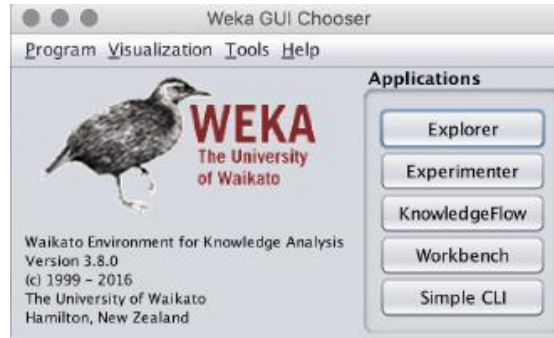 Weka GUI Chooser
Program Visualization Tools Help
WEKA
The University
of Waikato
Waikato Environment for Knowledge Analysis
Version 3.8.0
(c) 1999 – 2016
The University of Waikato
Hamilton, New Zealand
Applications
Explorer
Experimenter
KnowledgeFlow
Workbench
Simple CLI